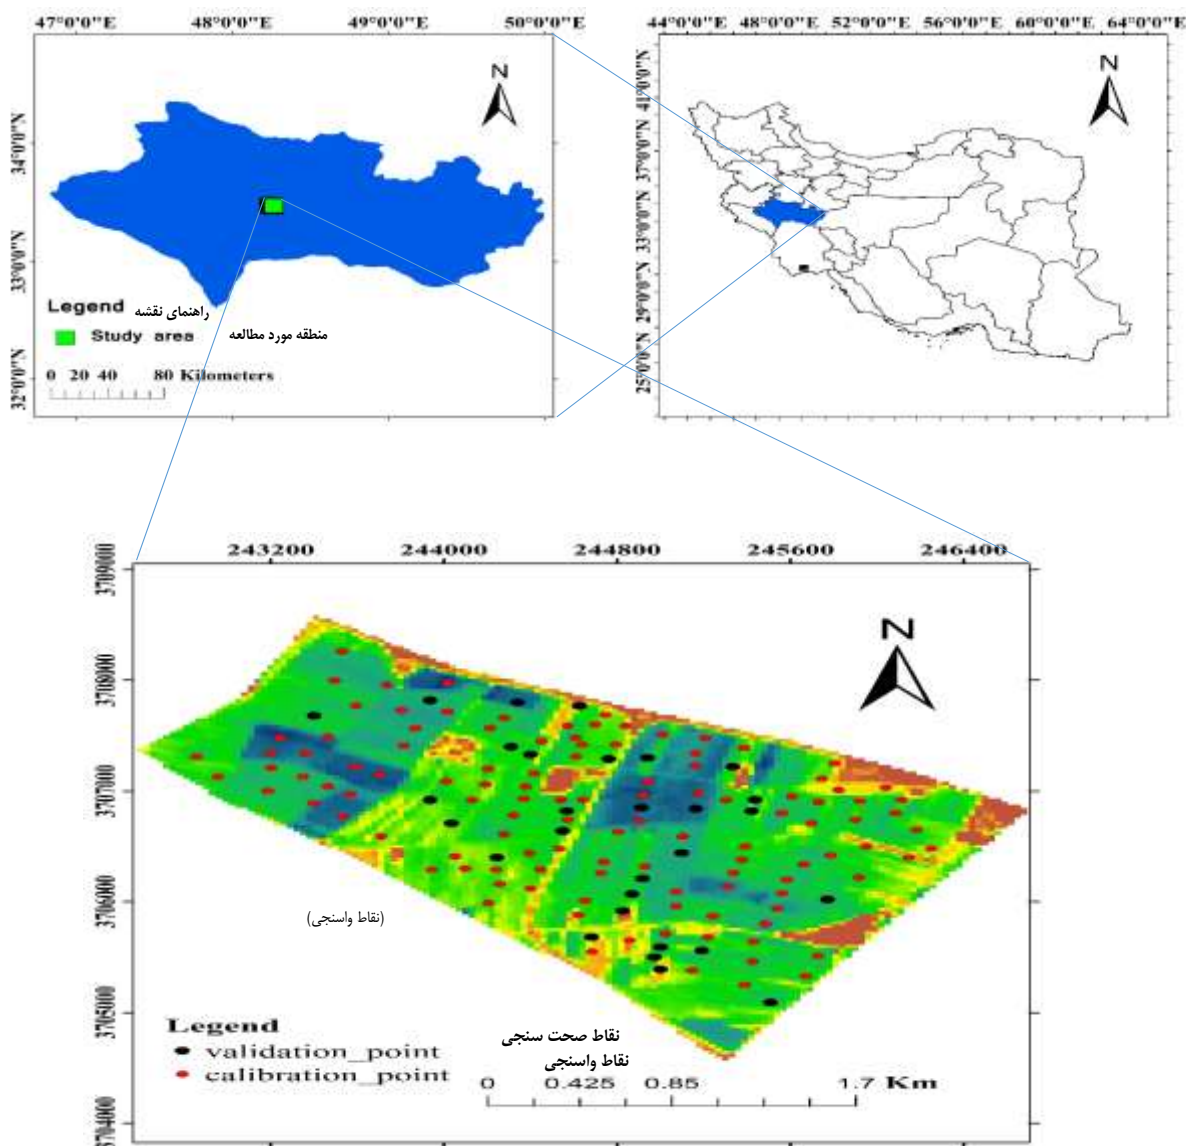 47°0'0"E 48°0'0"E 49°0'0"E 50°0'0"E
34°0'0"N
33°0'0"N
32°0'0"N
N
Legend راهنمای نقشه
Study area منطقه مورد مطالعه
0 20 40 80 Kilometers
44°0'0"E 48°0'0"E 52°0'0"E 56°0'0"E 60°0'0"E 64°0'0"E
41°0'0"N
37°0'0"N
33°0'0"N
29°0'0"N
25°0'0"N
N
243200 244000 244800 245600 246400
3709000
3708000
3707000
3706000
3705000
3704000
N
(نقاط واسنجی)
Legend
validation_point نقاط صحت سنجی
calibration_point نقاط واسنجی
0 0.425 0.85 1.7 Km